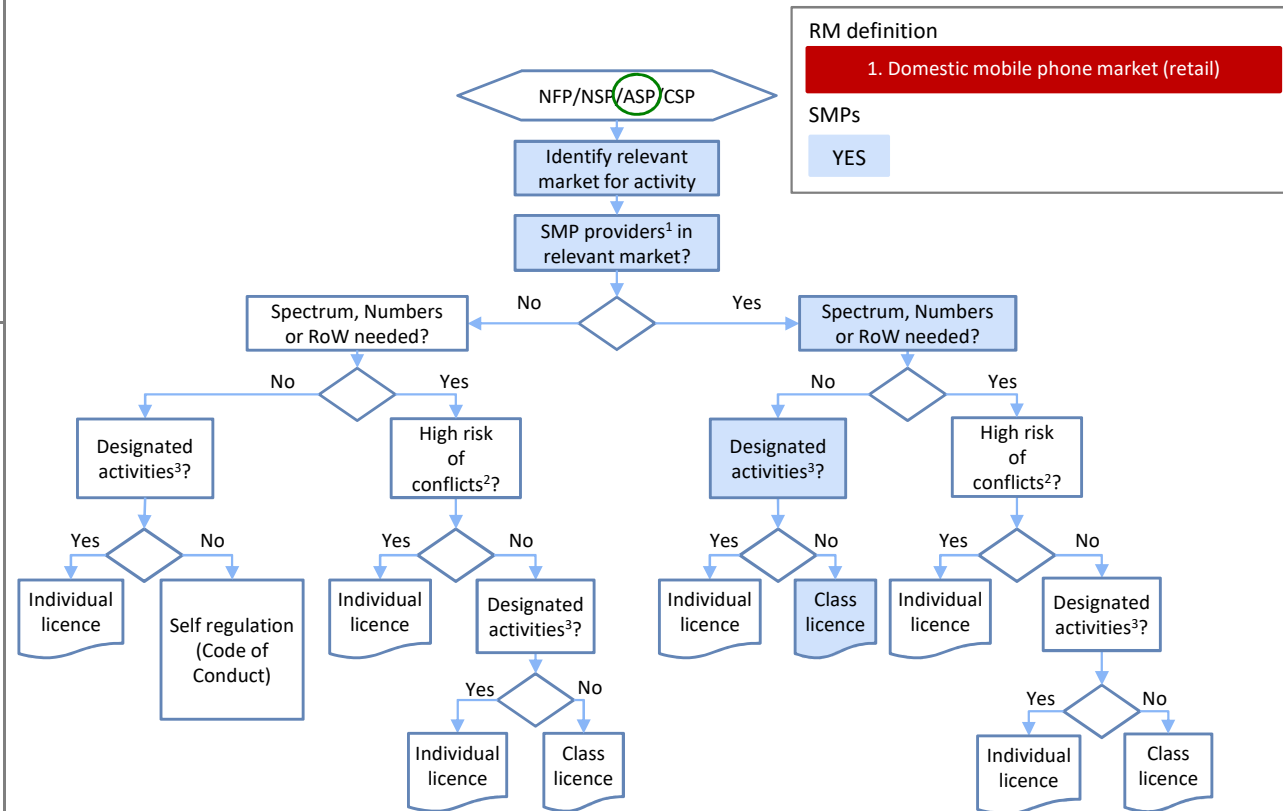 RM definition
1. Domestic mobile phone market (retail)
SMPs
YES
NFP/NSP/ASP/CSP
Identify relevant
market for activity
SMP providers¹ in
relevant market?
No
Yes
Spectrum, Numbers
or RoW needed?
Spectrum, Numbers
or RoW needed?
No
Yes
No
Yes
Designated
activities³?
High risk
of
conflicts²?
Designated
activities³?
High risk
of
conflicts²?
Yes
No
Yes
No
Yes
No
Yes
No
Individual
licence
Self regulation
(Code of
Conduct)
Individual
licence
Designated
activities³?
Individual
licence
Class
licence
Individual
licence
Designated
activities³?
Yes
No
Yes
No
Individual
licence
Class
licence
Individual
licence
Class
licence